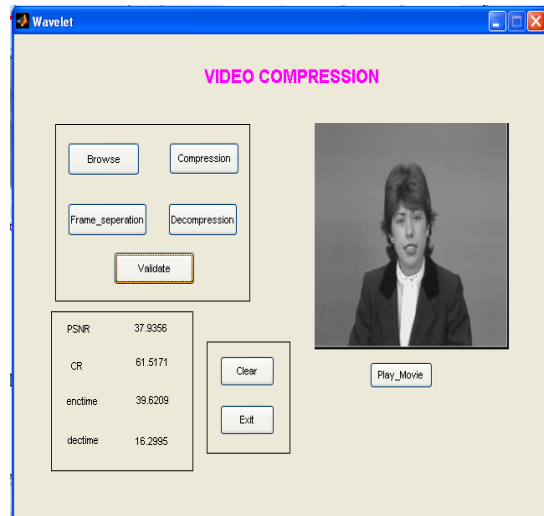 Wavelet
VIDEO COMPRESSION
Browse
Compression
Frame_seperation
Decompression
Validate
PSNR 37.9356
CR 61.5171
enctime 39.6209
dectime 16.2995
Clear
Exit
Play_Movie